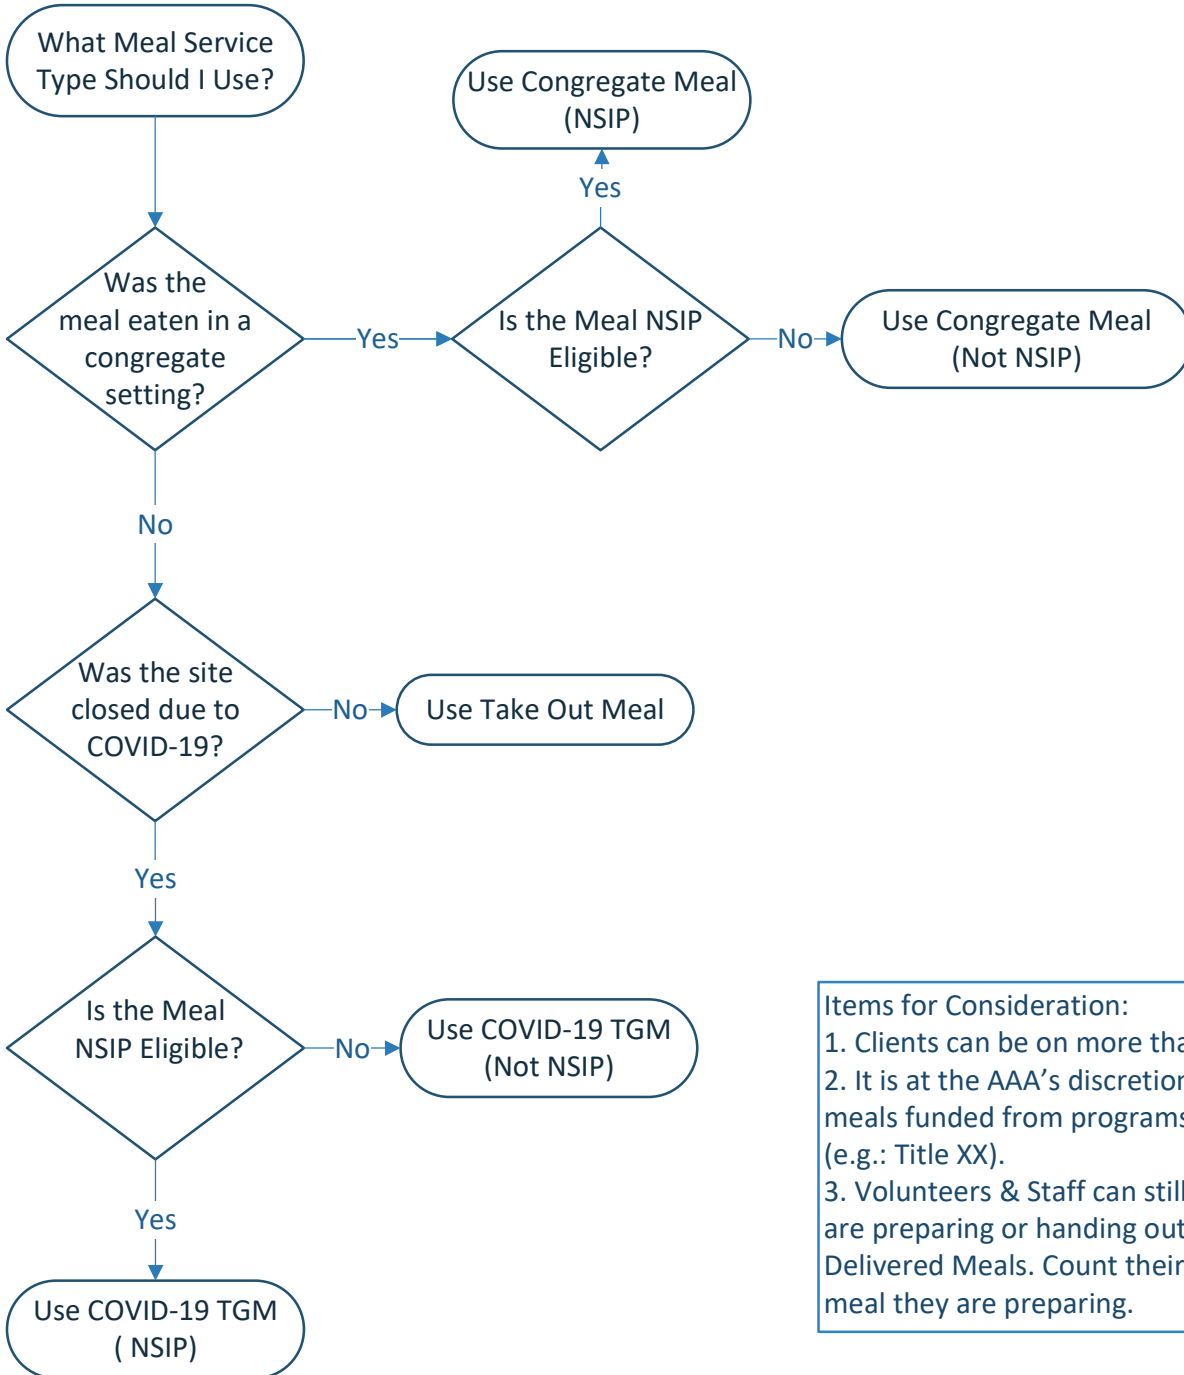 What Meal Service
Type Should I Use?
Use Congregate Meal
(NSIP)
Yes
Was the
meal eaten in a
congregate
setting?
Yes
Is the Meal NSIP
Eligible?
No
Use Congregate Meal
(Not NSIP)
No
Was the site
closed due to
COVID-19?
No
Use Take Out Meal
Yes
Is the Meal
NSIP Eligible?
No
Use COVID-19 TGM
(Not NSIP)
Yes
Use COVID-19 TGM
( NSIP)
Items for Consideration:
1. Clients can be on more
2. It is at the AAA’s discretion
meals funded from programs
(e.g.: Title XX).
3. Volunteers & Staff can still
are preparing or handing out
Delivered Meals. Count their
meal they are preparing.